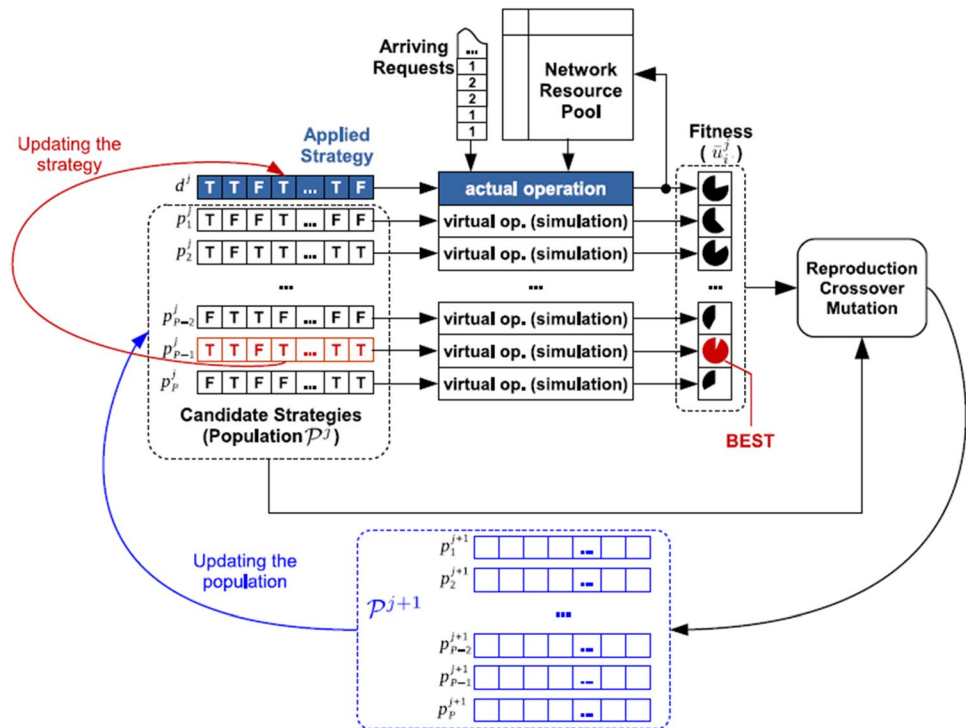 Arriving
Requests
...
1
2
2
1
1
Network
Resource
Pool
Updating the
strategy
Applied
Strategy
Fitness
( ū_i^j )
d^j T T F T ... T F
actual operation
p_1^j T F F T ... F F
virtual op. (simulation)
p_2^j T F T T ... T T
virtual op. (simulation)
...
...
...
Reproduction
Crossover
Mutation
p_{P-2}^j F T T F ... F F
virtual op. (simulation)
p_{P-1}^j T T F T ... T T
virtual op. (simulation)
p_P^j F T F F ... T T
virtual op. (simulation)
Candidate Strategies
(Population 𝒫^j)
BEST
Updating the
population
𝒫^{j+1}
p_1^{j+1} ...
p_2^{j+1} ...
...
p_{P-2}^{j+1} ...
p_{P-1}^{j+1} ...
p_P^{j+1} ...